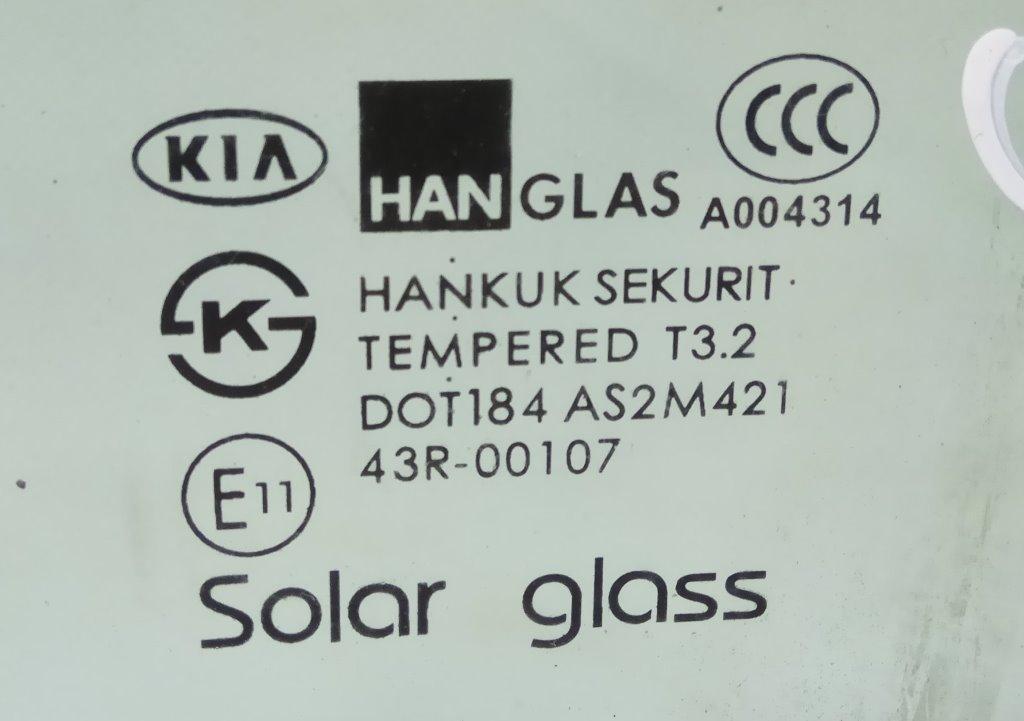 KIA
HANGLAS
CCC
A004314
K
HANKUK SEKURIT
TEMPERED T3.2
DOT184 AS2M421
43R-00107
E11
Solar glass